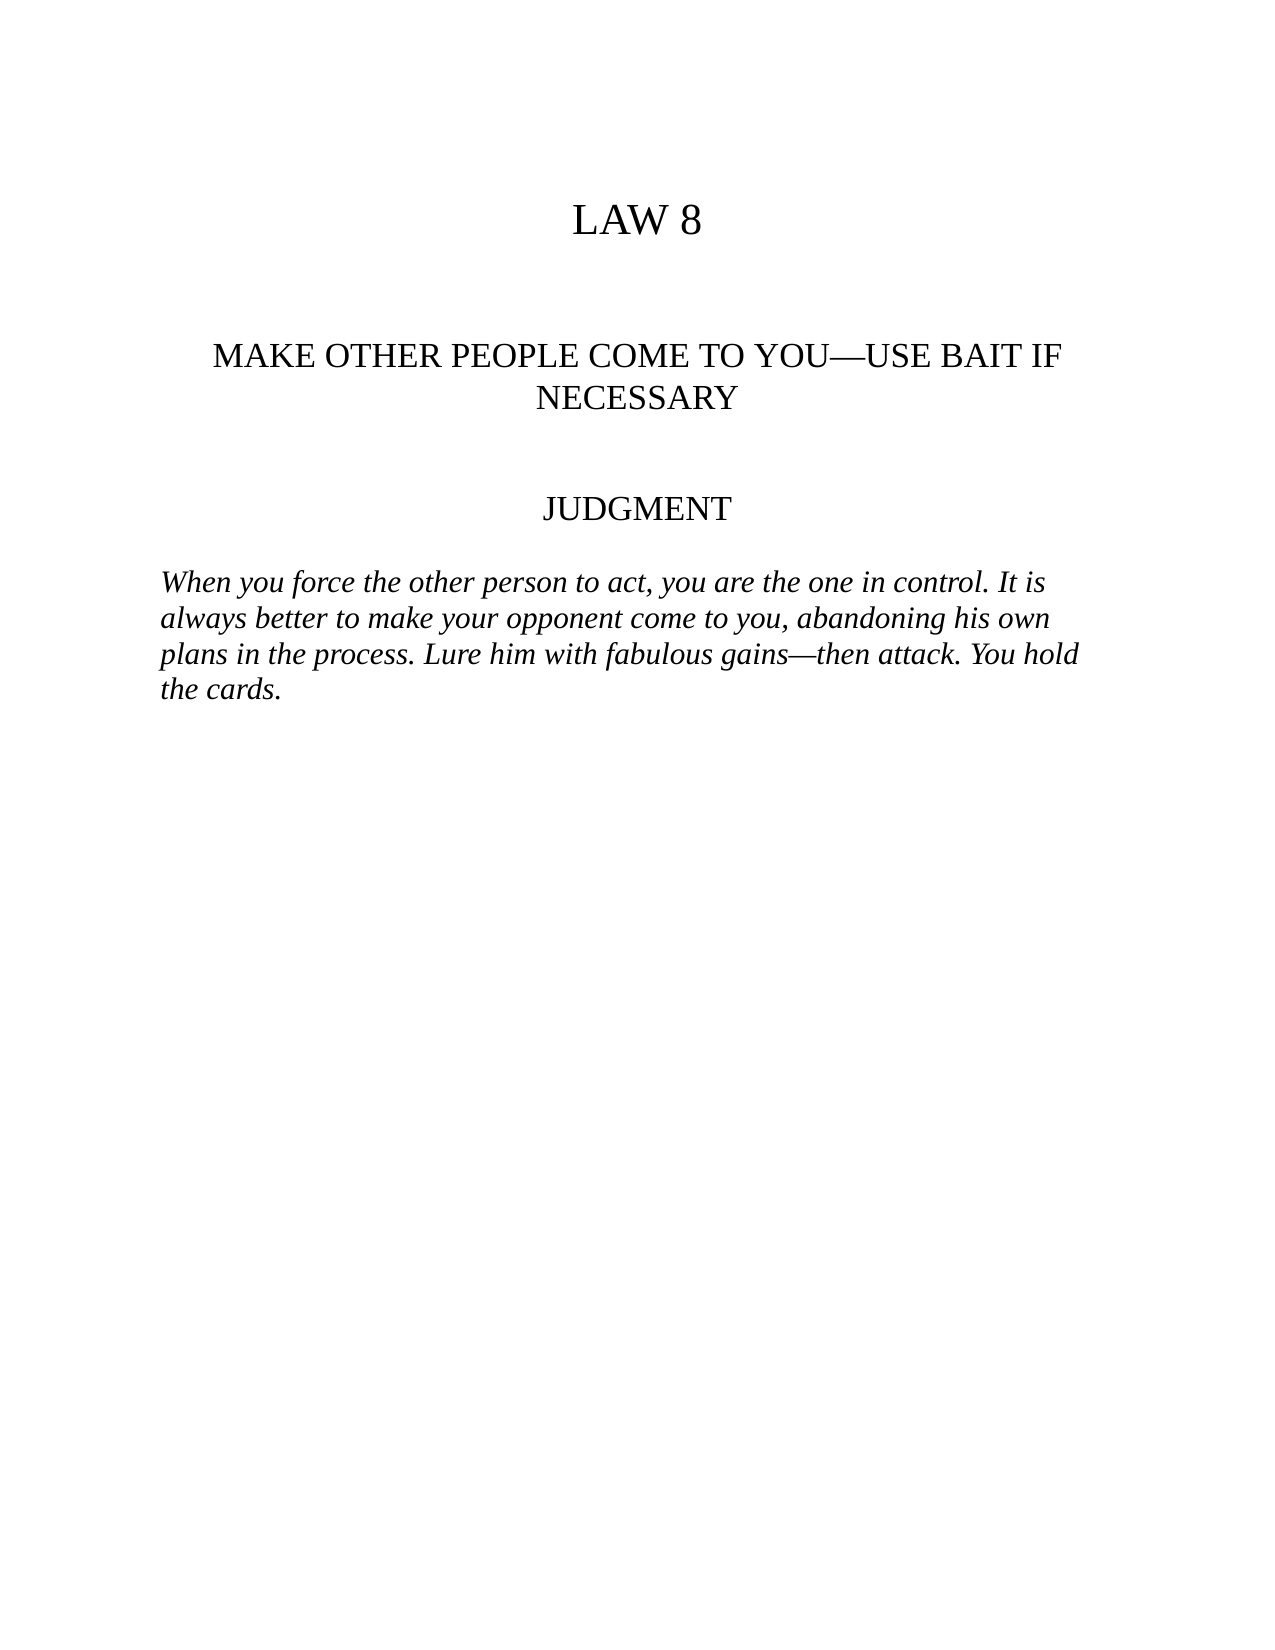 LAW 8
MAKE OTHER PEOPLE COME TO YOU—USE BAIT IF
NECESSARY
JUDGMENT
When you force the other person to act, you are the one in control. It is
always better to make your opponent come to you, abandoning his own
plans in the process. Lure him with fabulous gains—then attack. You hold
the cards.